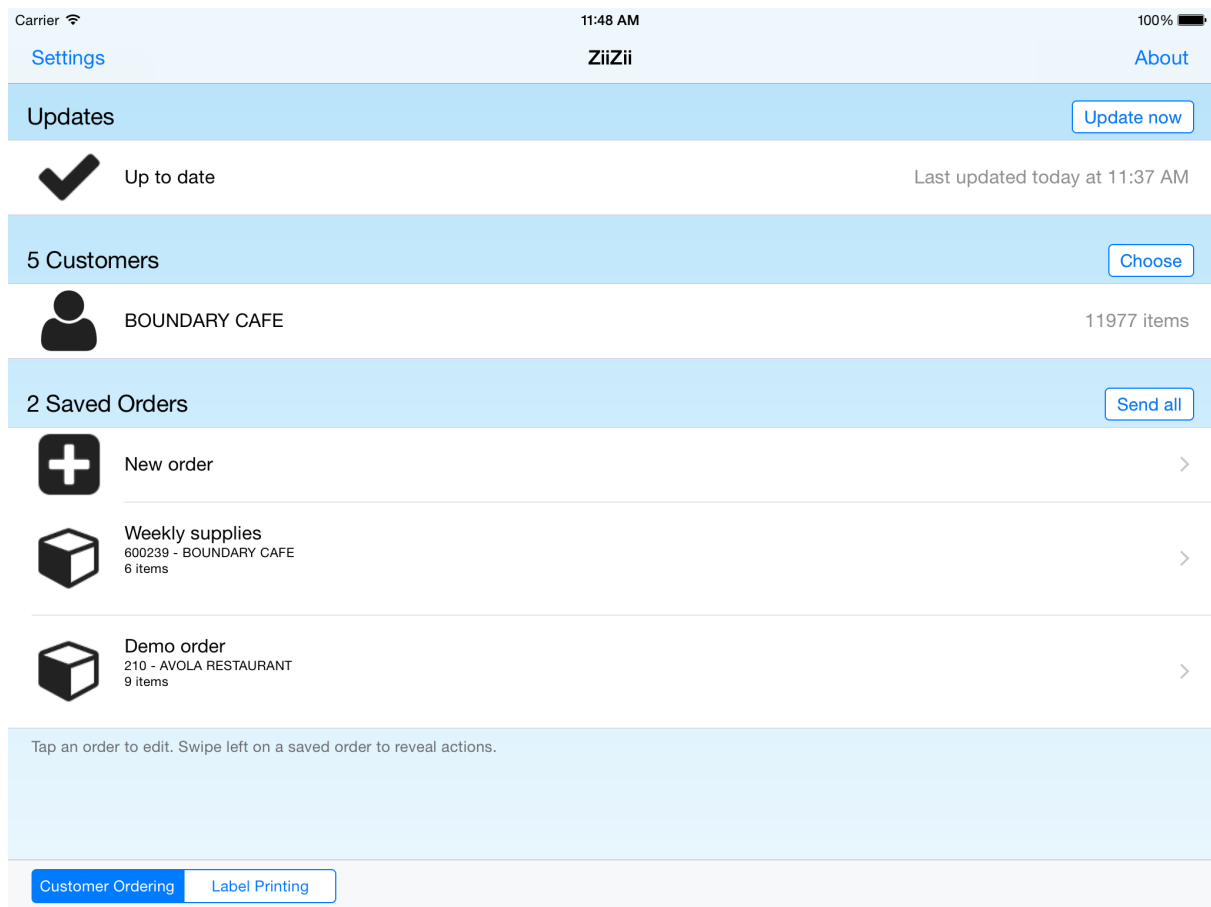 Carrier 11:48 AM 100%
Settings ZiiZii About
Updates Update now
Up to date Last updated today at 11:37 AM
5 Customers Choose
BOUNDARY CAFE 11977 items
2 Saved Orders Send all
New order
Weekly supplies
600239 - BOUNDARY CAFE
6 items
Demo order
210 - AVOLA RESTAURANT
9 items
Tap an order to edit. Swipe left on a saved order to reveal actions.
Customer Ordering Label Printing